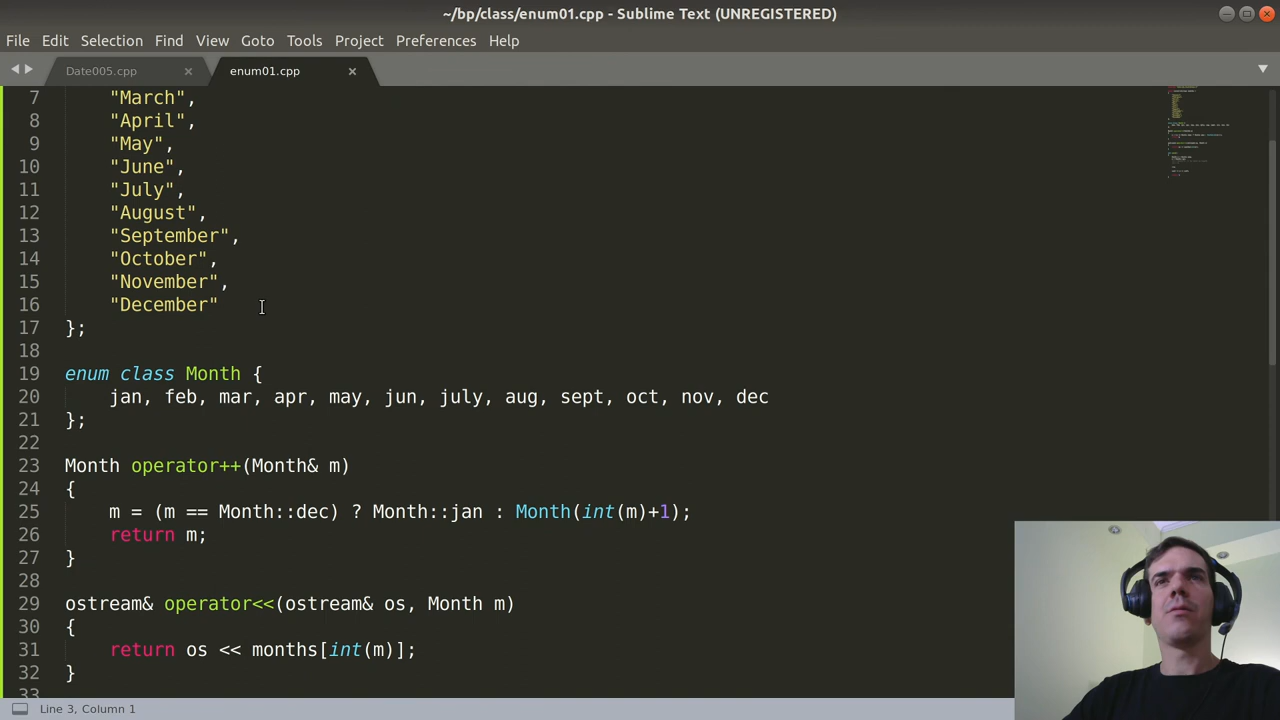 ~/bp/class/enum01.cpp - Sublime Text (UNREGISTERED)
File Edit Selection Find View Goto Tools Project Preferences Help
Date005.cpp enum01.cpp
7 "March",
8 "April",
9 "May",
10 "June",
11 "July",
12 "August",
13 "September",
14 "October",
15 "November",
16 "December"
17 };
18
19 enum class Month {
20 jan, feb, mar, apr, may, jun, july, aug, sept, oct, nov, dec
21 };
22
23 Month operator++(Month& m)
24 {
25 m = (m == Month::dec) ? Month::jan : Month(int(m)+1);
26 return m;
27 }
28
29 ostream& operator<<(ostream& os, Month m)
30 {
31 return os << months[int(m)];
32 }
33
Line 3, Column 1